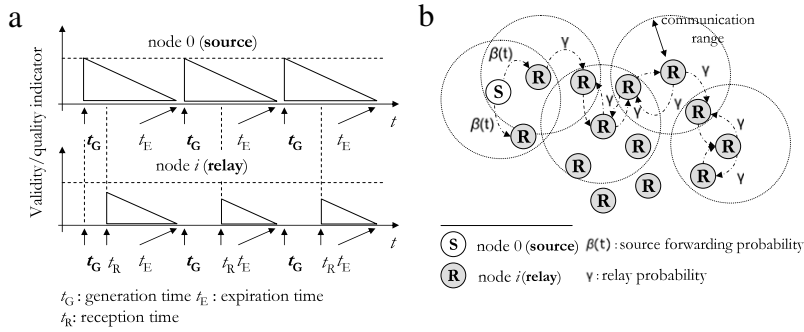 a
Validity/quality indicator
node 0 (source)
tG tE tG tE tG tE t
node i (relay)
tG tR tE tG tR tE tG tR tE t
tG : generation time tE : expiration time
tR: reception time
b
communication
range
β(t) γ
S R R R R γ
β(t) R R γ γ γ R γ
R R R
R R R γ
R
S node 0 (source) β(t) : source forwarding probability
R node i(relay) γ : relay probability